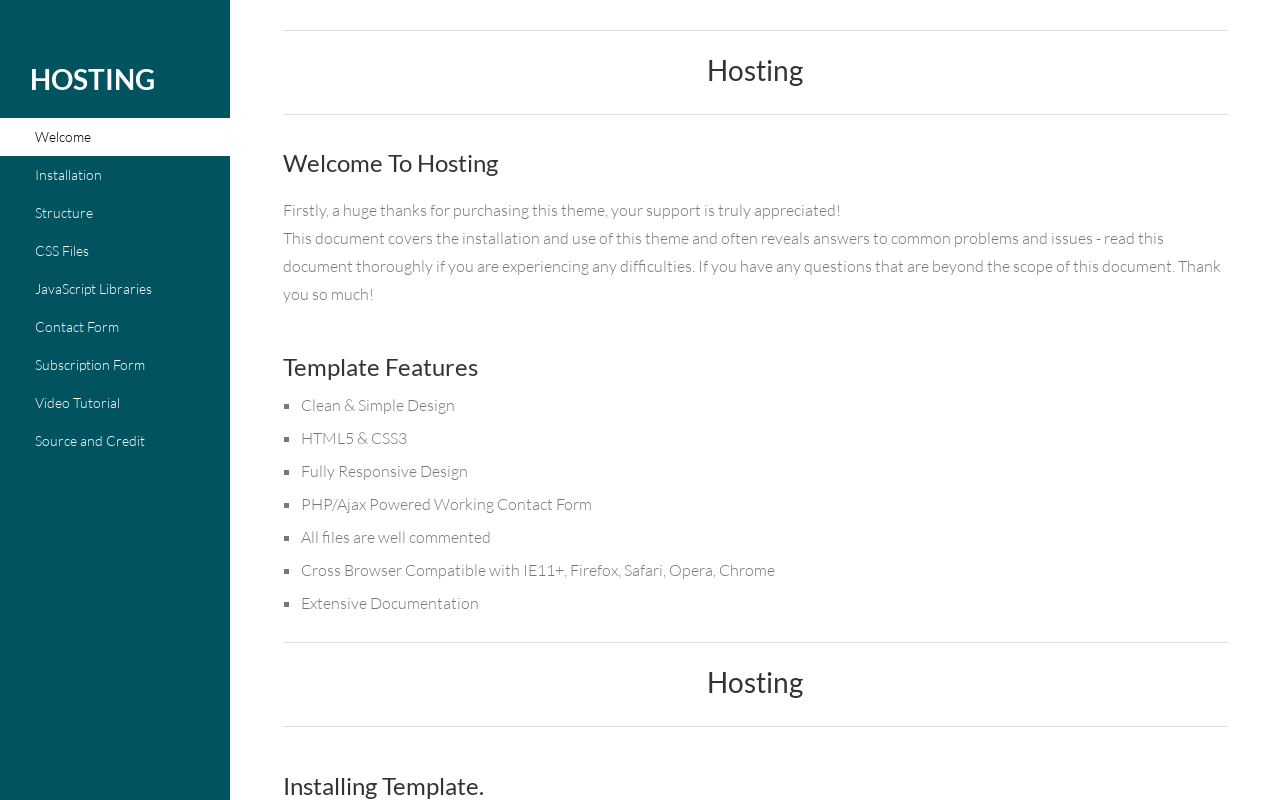 HOSTING
Welcome
Installation
Structure
CSS Files
JavaScript Libraries
Contact Form
Subscription Form
Video Tutorial
Source and Credit
Hosting
Welcome To Hosting
Firstly, a huge thanks for purchasing this theme, your support is truly appreciated!
This document covers the installation and use of this theme and often reveals answers to common problems and issues - read this
document thoroughly if you are experiencing any difficulties. If you have any questions that are beyond the scope of this document. Thank
you so much!
Template Features
Clean & Simple Design
HTML5 & CSS3
Fully Responsive Design
PHP/Ajax Powered Working Contact Form
All files are well commented
Cross Browser Compatible with IE11+, Firefox, Safari, Opera, Chrome
Extensive Documentation
Hosting
Installing Template.